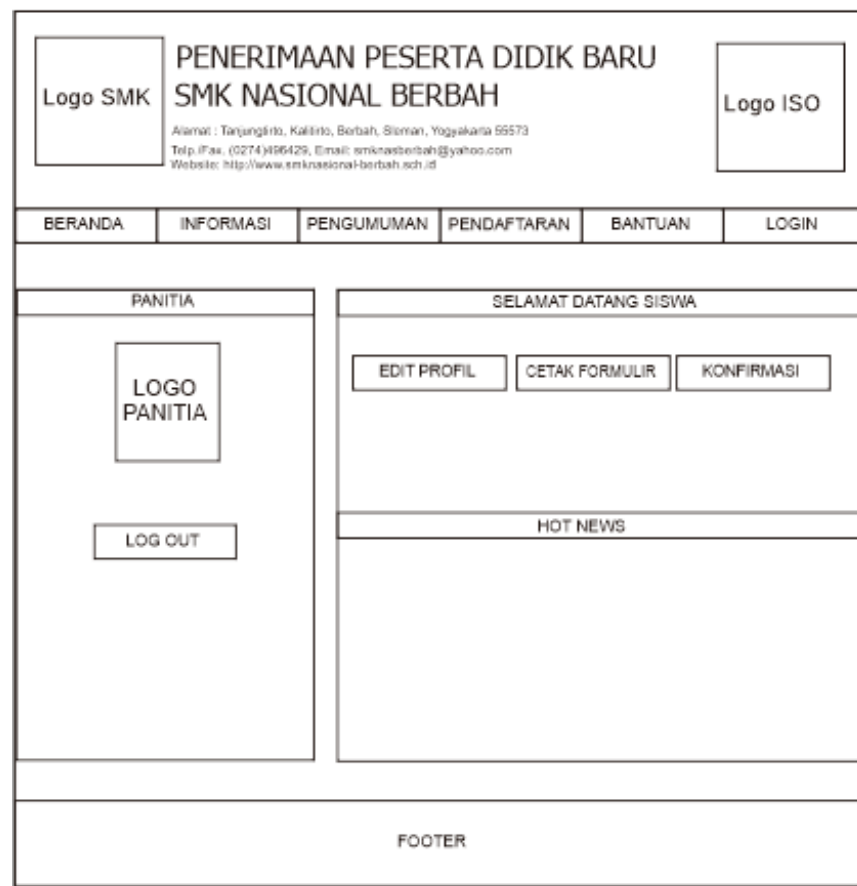 Logo SMK
PENERIMAAN PESERTA DIDIK BARU
SMK NASIONAL BERBAH
Alamat : Tanjungtirto, Kalitirto, Berbah, Sleman, Yogyakarta 55573
Telp./Fax. (0274)496429, Email: smknasberbah@yahoo.com
Website: http://www.smknasional-berbah.sch.id
Logo ISO
BERANDA INFORMASI PENGUMUMAN PENDAFTARAN BANTUAN LOGIN
PANITIA
LOGO
PANITIA
LOG OUT
SELAMAT DATANG SISWA
EDIT PROFIL CETAK FORMULIR KONFIRMASI
HOT NEWS
FOOTER